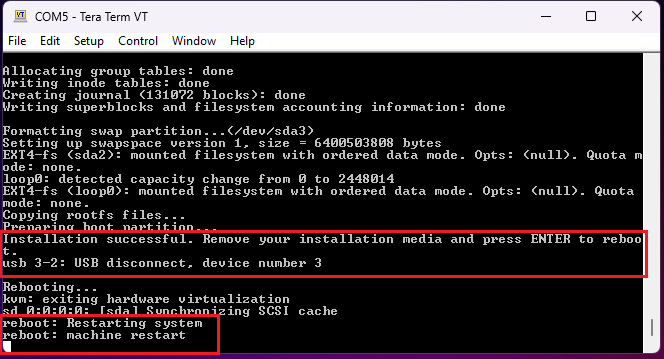 COM5 - Tera Term VT
File Edit Setup Control Window Help
Allocating group tables: done
Writing inode tables: done
Creating journal (131072 blocks): done
Writing superblocks and filesystem accounting information: done
Formatting swap partition...(/dev/sda3)
Setting up swapspace version 1, size = 6400503808 bytes
EXT4-fs (sda2): mounted filesystem with ordered data mode. Opts: (null). Quota m
ode: none.
loop0: detected capacity change from 0 to 2448014
EXT4-fs (loop0): mounted filesystem with ordered data mode. Opts: (null). Quota
mode: none.
Copying rootfs files...
Preparing boot partition...
Installation successful. Remove your installation media and press ENTER to reboo
t.
usb 3-2: USB disconnect, device number 3
Rebooting...
kvm: exiting hardware virtualization
sd 0:0:0:0: [sda] Synchronizing SCSI cache
reboot: Restarting system
reboot: machine restart